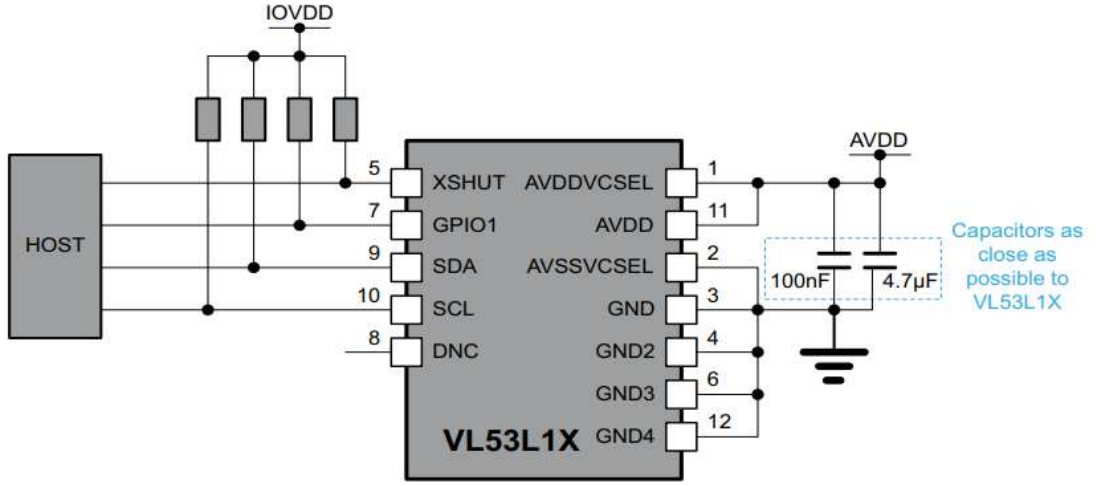 IOVDD
HOST
5
XSHUT
7
GPIO1
9
SDA
10
SCL
8
DNC
VL53L1X
AVDDVCSEL
1
AVDD
11
AVSSVCSEL
2
GND
3
GND2
4
GND3
6
GND4
12
AVDD
100nF
4.7µF
Capacitors as
close as
possible to
VL53L1X